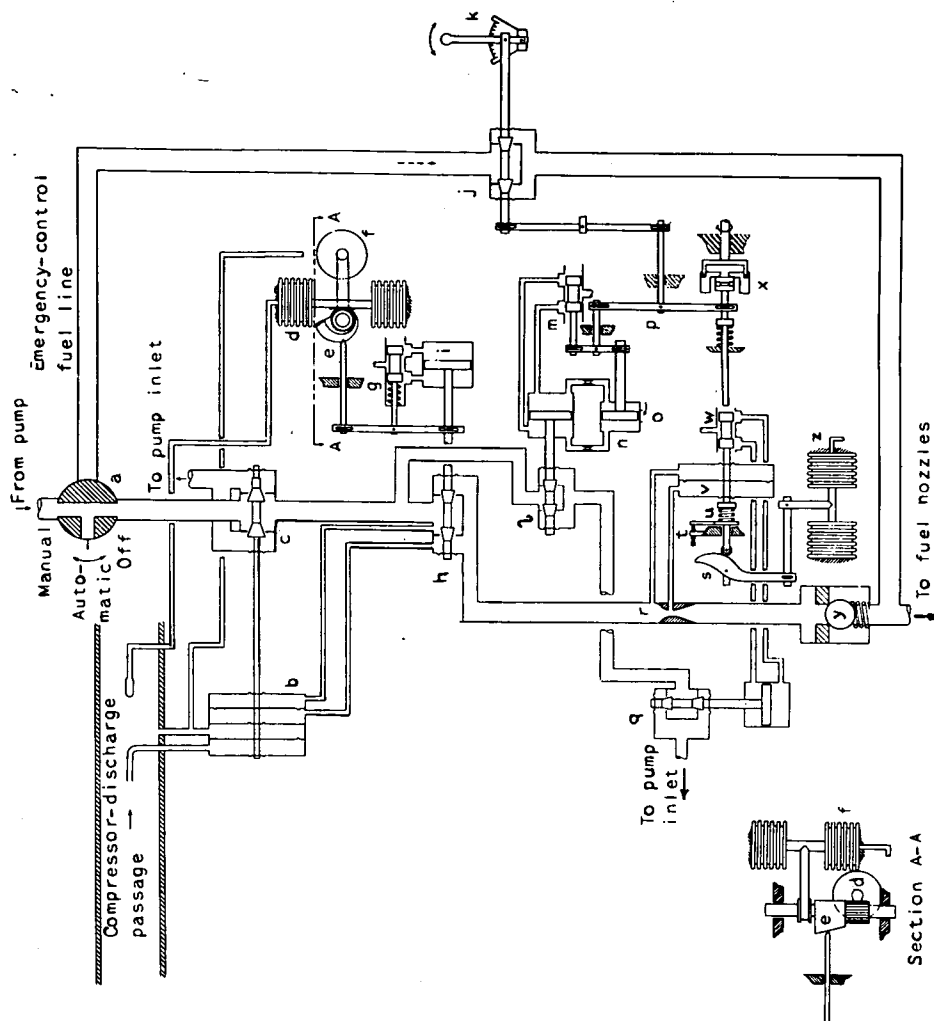 From pump
Manual
Auto-
matic
Off
a
Emergency-control
fuel line
To pump inlet
Compressor-discharge
passage
k
j
A
A
f
d
e
g
i
c
b
h
l
m
n
o
p
x
w
v
u
t
s
r
z
y
q
To pump
inlet
To fuel nozzles
f
d
e
Section A-A